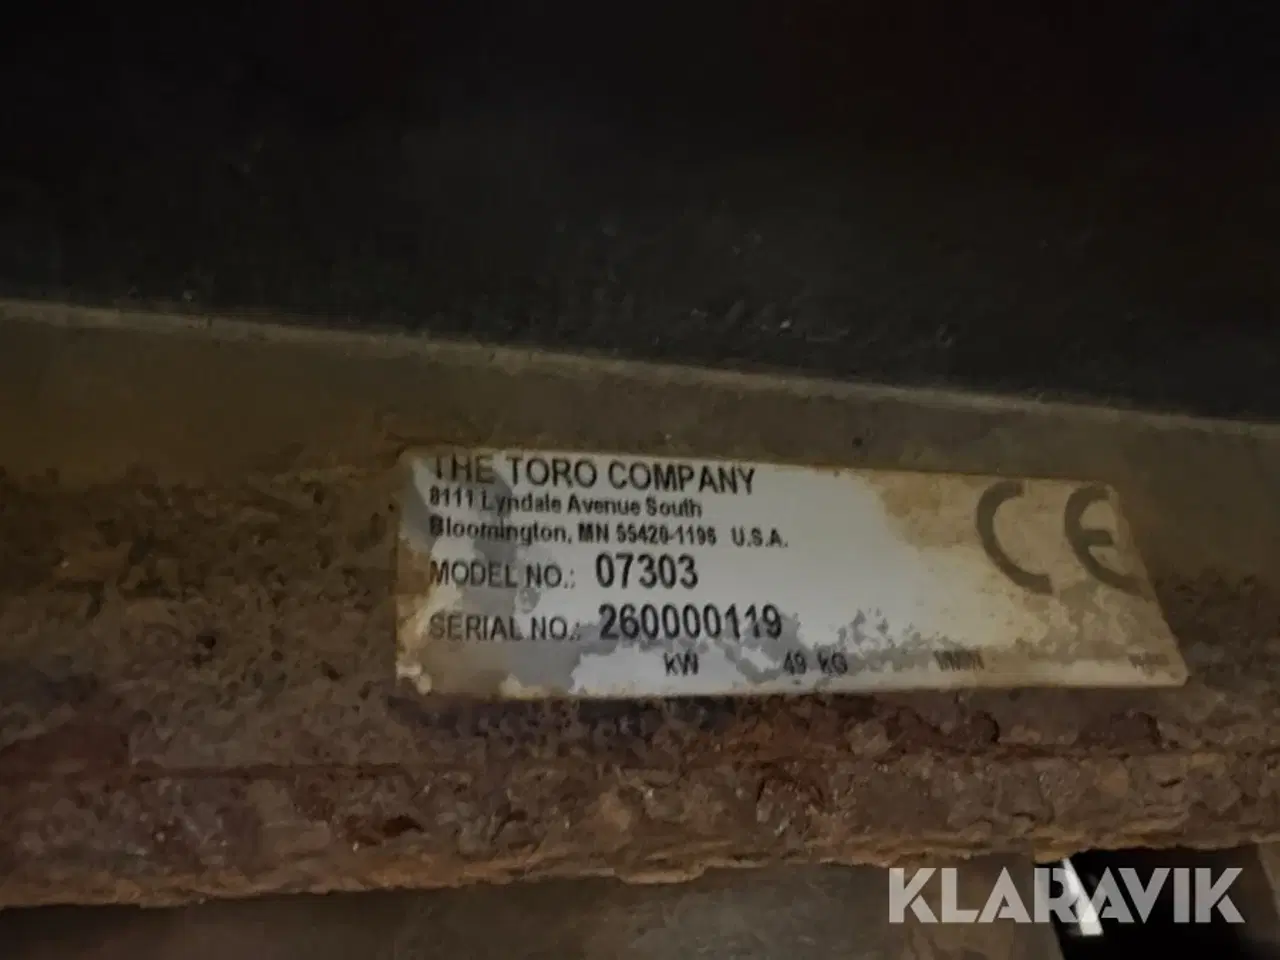 THE TORO COMPANY
8111 Lyndale Avenue South
Bloomington, MN 55420-1196 U.S.A.
MODEL NO.: 07303
SERIAL NO.: 260000119
kW 49 KG
CE
KLARAVIK